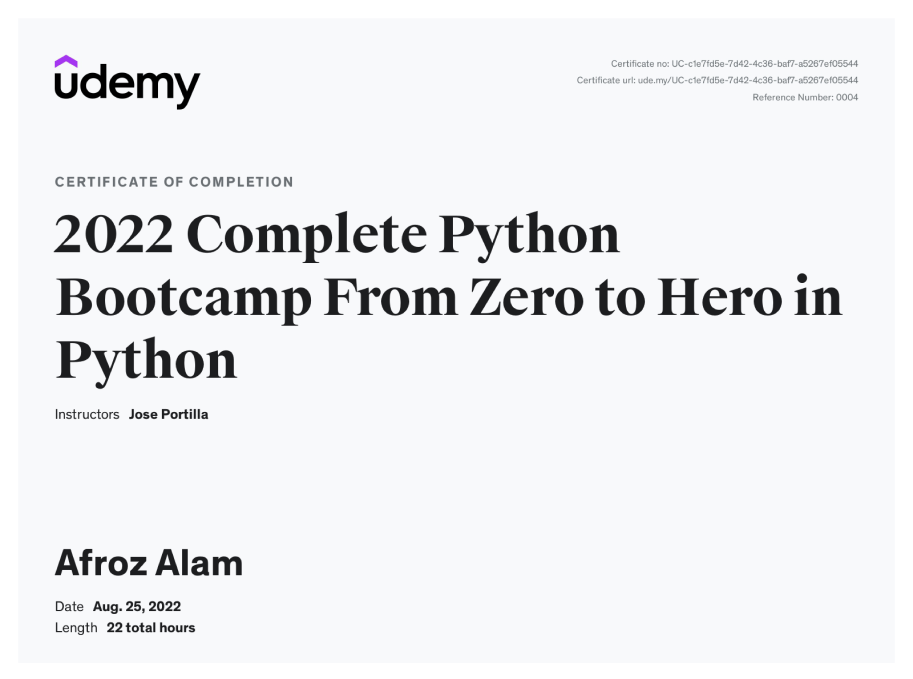 udemy
Certificate no: UC-c1e7fd5e-7d42-4c36-baf7-a5267ef05544
Certificate url: ude.my/UC-c1e7fd5e-7d42-4c36-baf7-a5267ef05544
Reference Number: 0004
CERTIFICATE OF COMPLETION
2022 Complete Python
Bootcamp From Zero to Hero in
Python
Instructors Jose Portilla
Afroz Alam
Date Aug. 25, 2022
Length 22 total hours